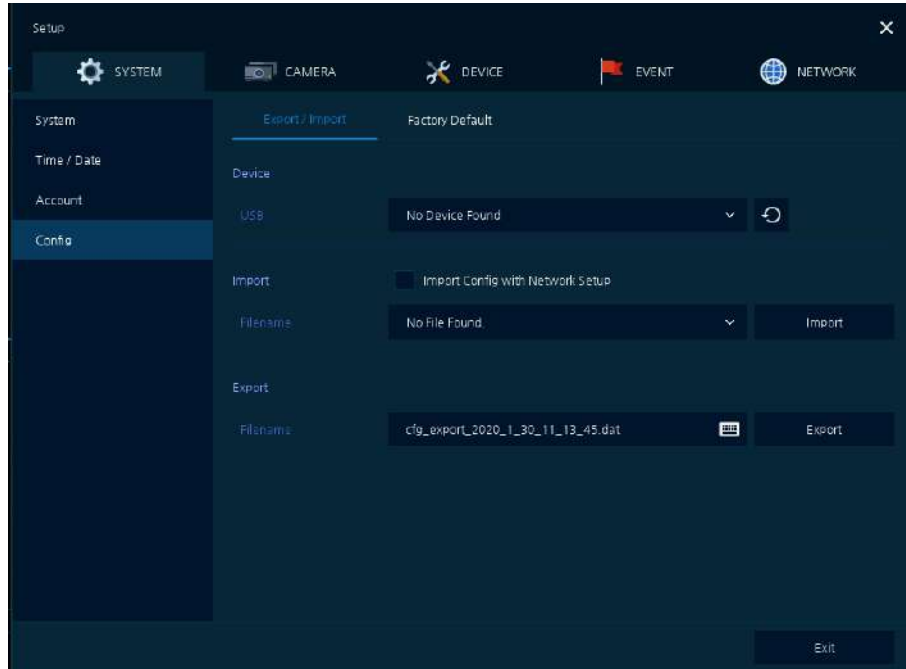 Setup
SYSTEM CAMERA DEVICE EVENT NETWORK
System
Time / Date
Account
Config
Export / Import Factory Default
Device
USB No Device Found
Import Import Config with Network Setup
Filename No File Found. Import
Export
Filename cfg_export_2020_1_30_11_13_45.dat Export
Exit